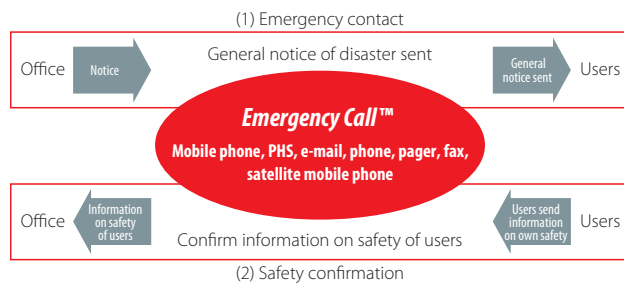 (1) Emergency contact
General notice of disaster sent
Office
Notice
General
notice sent
Users
Emergency Call™
Mobile phone, PHS, e-mail, phone, pager, fax,
satellite mobile phone
Office
Information
on safety
of users
Users send
information
on own safety
Users
Confirm information on safety of users
(2) Safety confirmation